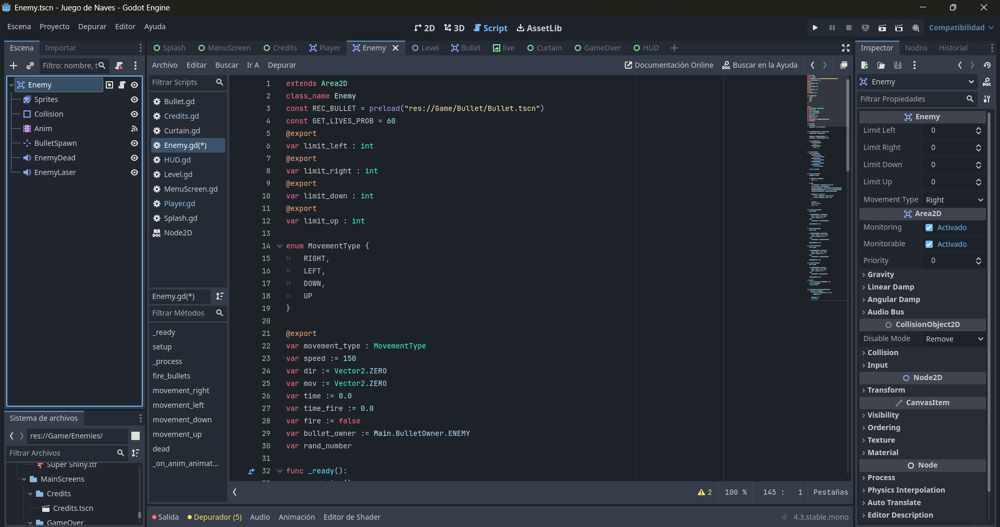 Enemy.tscn - Juego de Naves - Godot Engine
Escena Proyecto Depurar Editor Ayuda
2D 3D Script AssetLib
Compatibilidad
Escena Importar
Filtro: nombre, t
Enemy
Sprites
Collision
Anim
BulletSpawn
EnemyDead
EnemyLaser
Sistema de archivos
res://Game/Enemies/
Filtrar Archivos
Super Shiny.ttf
MainScreens
Credits
Credits.tscn
GameOver
Splash MenuScreen Credits Player Enemy Level Bullet live Curtain GameOver HUD
Archivo Editar Buscar Ir A Depurar
Documentación Online Buscar en la Ayuda
Filtrar Scripts
Bullet.gd
Credits.gd
Curtain.gd
Enemy.gd(*)
HUD.gd
Level.gd
MenuScreen.gd
Player.gd
Splash.gd
DOC Node2D
Enemy.gd(*)
Filtrar Métodos
_ready
setup
_process
fire_bullets
movement_right
movement_left
movement_down
movement_up
dead
_on_anim_animat...
1 extends Area2D
2 class_name Enemy
3 const REC_BULLET = preload("res://Game/Bullet/Bullet.tscn")
4 const GET_LIVES_PROB = 60
5 @export
6 var limit_left : int
7 @export
8 var limit_right : int
9 @export
10 var limit_down : int
11 @export
12 var limit_up : int
13
14 enum MovementType {
15 RIGHT,
16 LEFT,
17 DOWN,
18 UP
19 }
20
21 @export
22 var movement_type : MovementType
23 var speed := 150
24 var dir := Vector2.ZERO
25 var mov := Vector2.ZERO
26 var time := 0.0
27 var time_fire := 0.0
28 var fire := false
29 var bullet_owner := Main.BulletOwner.ENEMY
30 var rand_number
31
32 func _ready():
2 100 % 145 : 1 Pestañas
Salida Depurador (5) Audio Animación Editor de Shader
4.3.stable.mono
Inspector Nodos Historial
Enemy
Filtrar Propiedades
Enemy
Limit Left 0
Limit Right 0
Limit Down 0
Limit Up 0
Movement Type Right
Area2D
Monitoring Activado
Monitorable Activado
Priority 0
Gravity
Linear Damp
Angular Damp
Audio Bus
CollisionObject2D
Disable Mode Remove
Collision
Input
Node2D
Transform
CanvasItem
Visibility
Ordering
Texture
Material
Node
Process
Physics Interpolation
Auto Translate
Editor Description